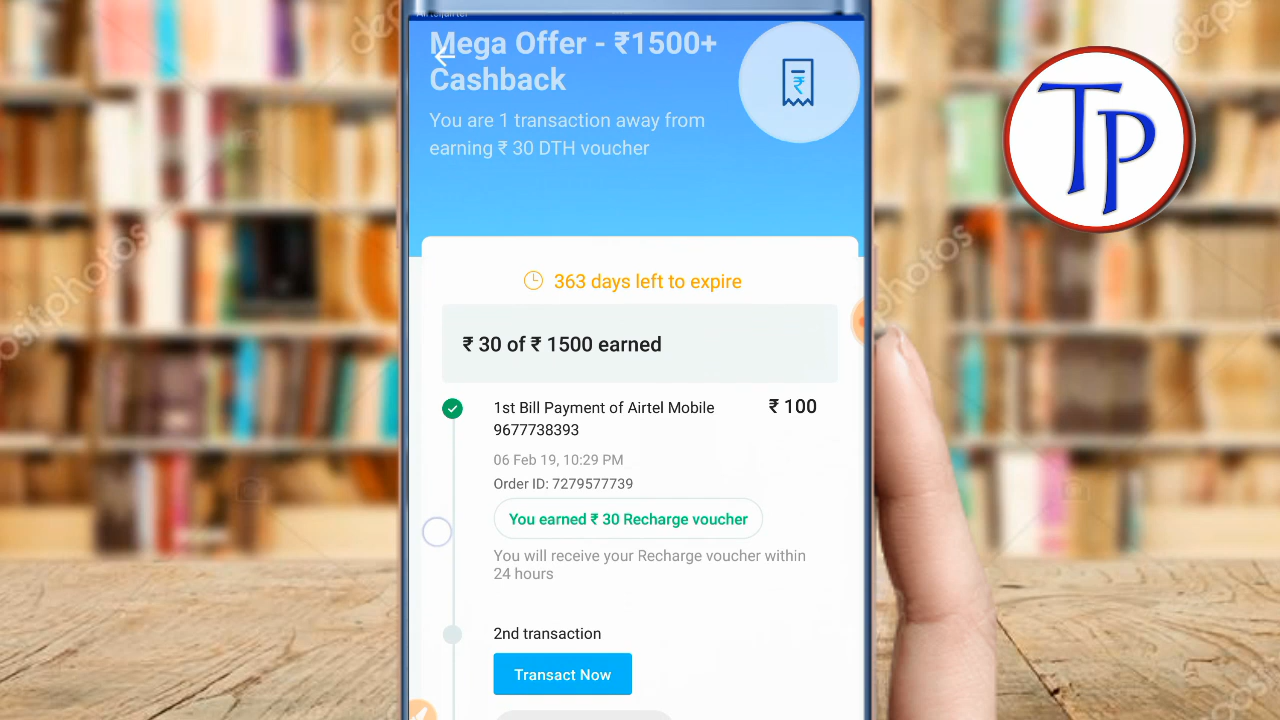 Mega Offer - ₹1500+
Cashback
You are 1 transaction away from
earning ₹ 30 DTH voucher
₹
363 days left to expire
₹ 30 of ₹ 1500 earned
1st Bill Payment of Airtel Mobile ₹ 100
9677738393
06 Feb 19, 10:29 PM
Order ID: 7279577739
You earned ₹ 30 Recharge voucher
You will receive your Recharge voucher within
24 hours
2nd transaction
Transact Now
TP
depositphotos